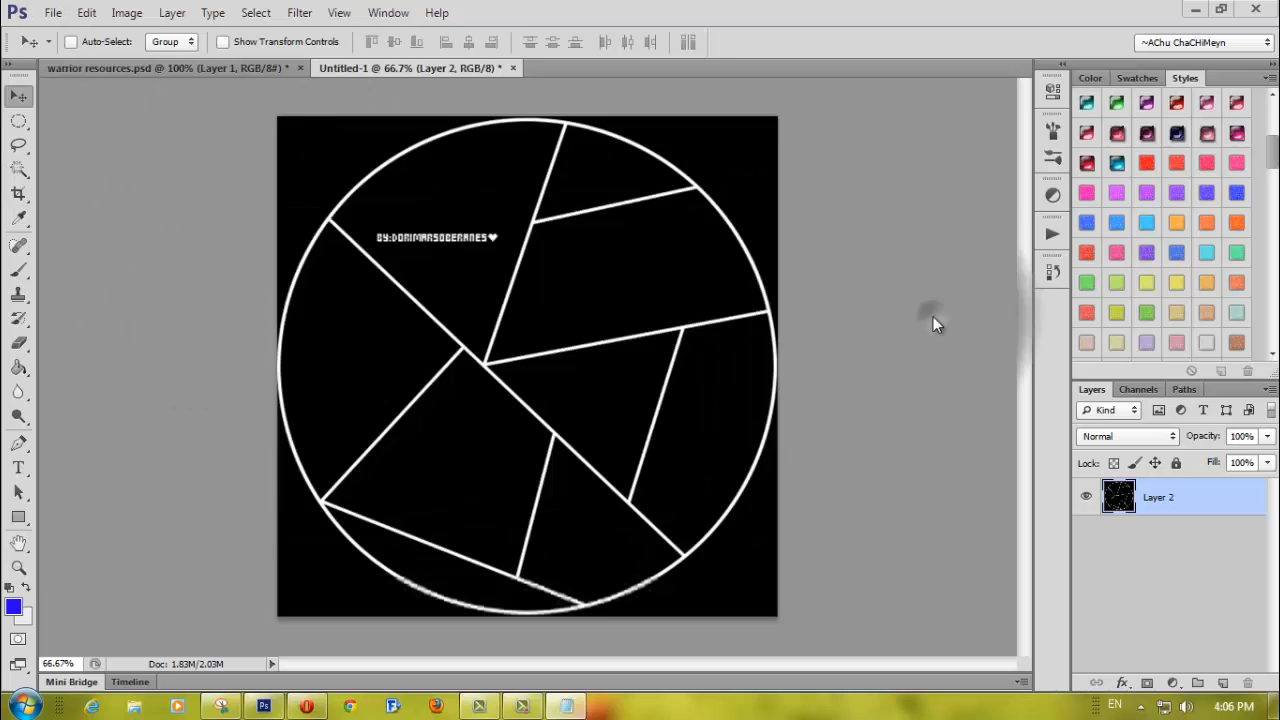 Ps File Edit Image Layer Type Select Filter View Window Help
Auto-Select: Group Show Transform Controls ~AChu ChaCHiMeyn
warrior resources.psd @ 100% (Layer 1, RGB/8#) * × Untitled-1 @ 66.7% (Layer 2, RGB/8) * ×
Color Swatches Styles
BY:DORIMARSOBERANES♥
Layers Channels Paths
Kind
Normal Opacity: 100%
Lock: Fill: 100%
Layer 2
66.67% Doc: 1.83M/2.03M
Mini Bridge Timeline
Ps EN 4:06 PM